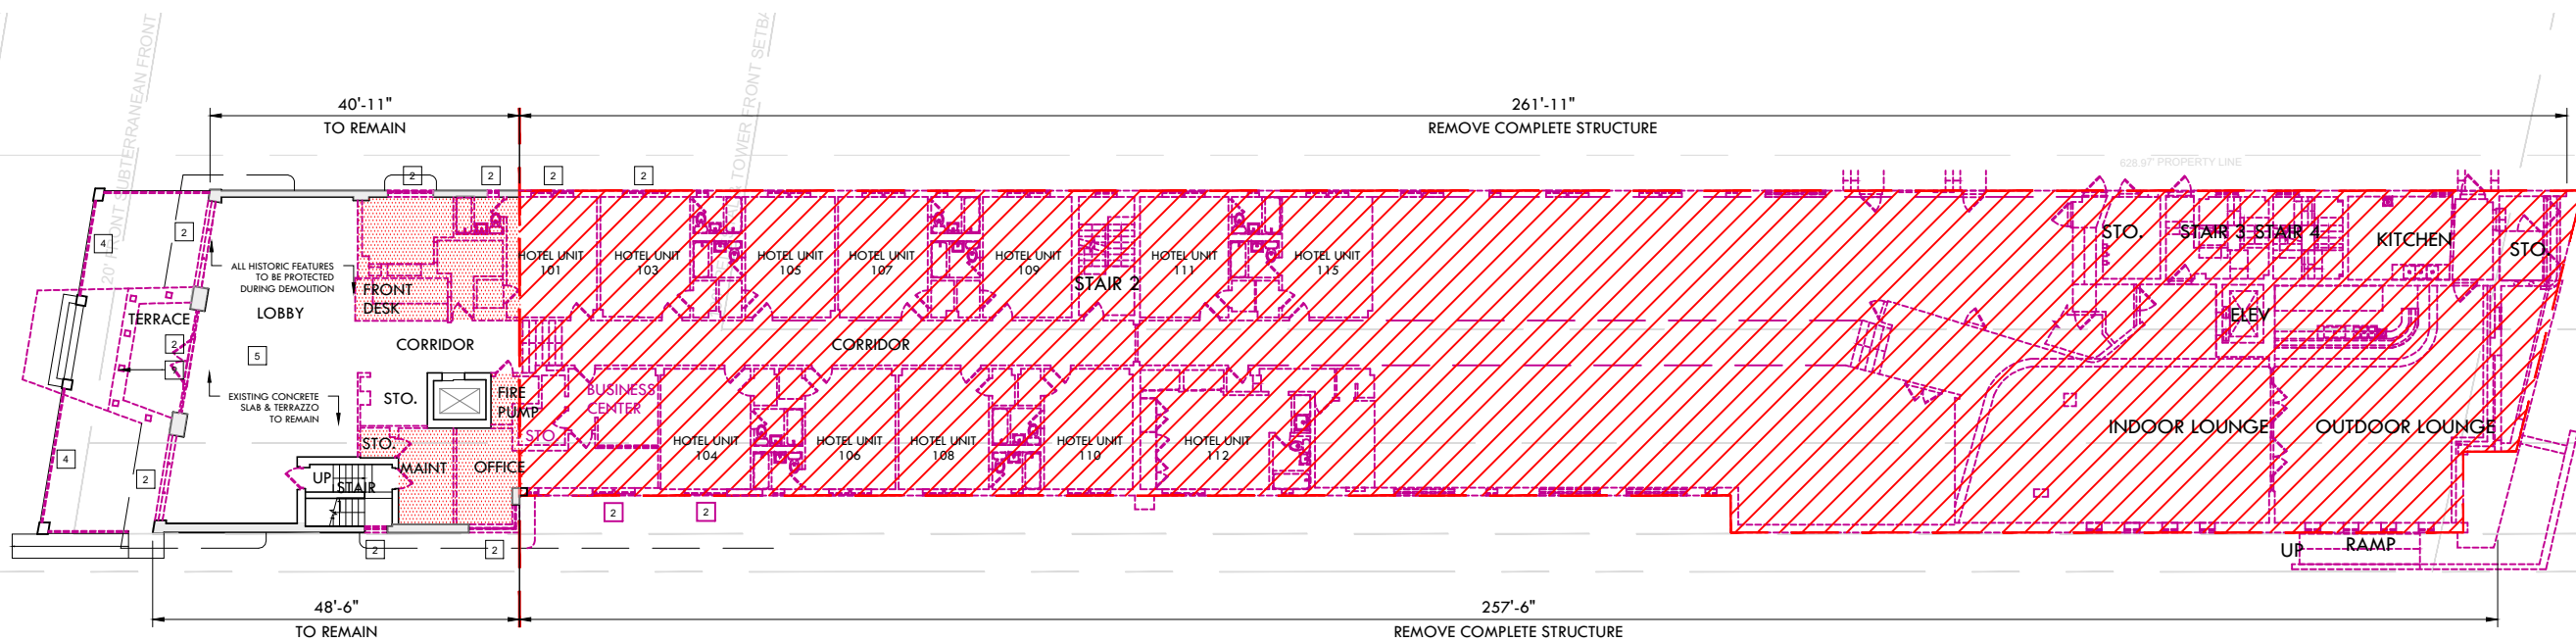 20' FRONT SUBTERRANEAN FRONT
TOWER FRONT SETBA
40'-11"
TO REMAIN
261'-11"
REMOVE COMPLETE STRUCTURE
628.97' PROPERTY LINE
2
2
2
2
4
2
ALL HISTORIC FEATURES
TO BE PROTECTED
DURING DEMOLITION
FRONT
DESK
LOBBY
TERRACE
2
5
CORRIDOR
HOTEL UNIT
101
HOTEL UNIT
103
HOTEL UNIT
105
HOTEL UNIT
107
HOTEL UNIT
109
STAIR 2
HOTEL UNIT
111
HOTEL UNIT
115
CORRIDOR
STO.
STAIR 3
STAIR 4
KITCHEN
STO.
ELEV
EXISTING CONCRETE
SLAB & TERRAZZO
TO REMAIN
STO.
FIRE
PUMP
BUSINESS
CENTER
STO.
STO.
MAINT
OFFICE
UP
STAIR
HOTEL UNIT
104
HOTEL UNIT
106
HOTEL UNIT
108
HOTEL UNIT
110
HOTEL UNIT
112
INDOOR LOUNGE
OUTDOOR LOUNGE
4
2
2
2
2
2
UP
RAMP
48'-6"
TO REMAIN
257'-6"
REMOVE COMPLETE STRUCTURE